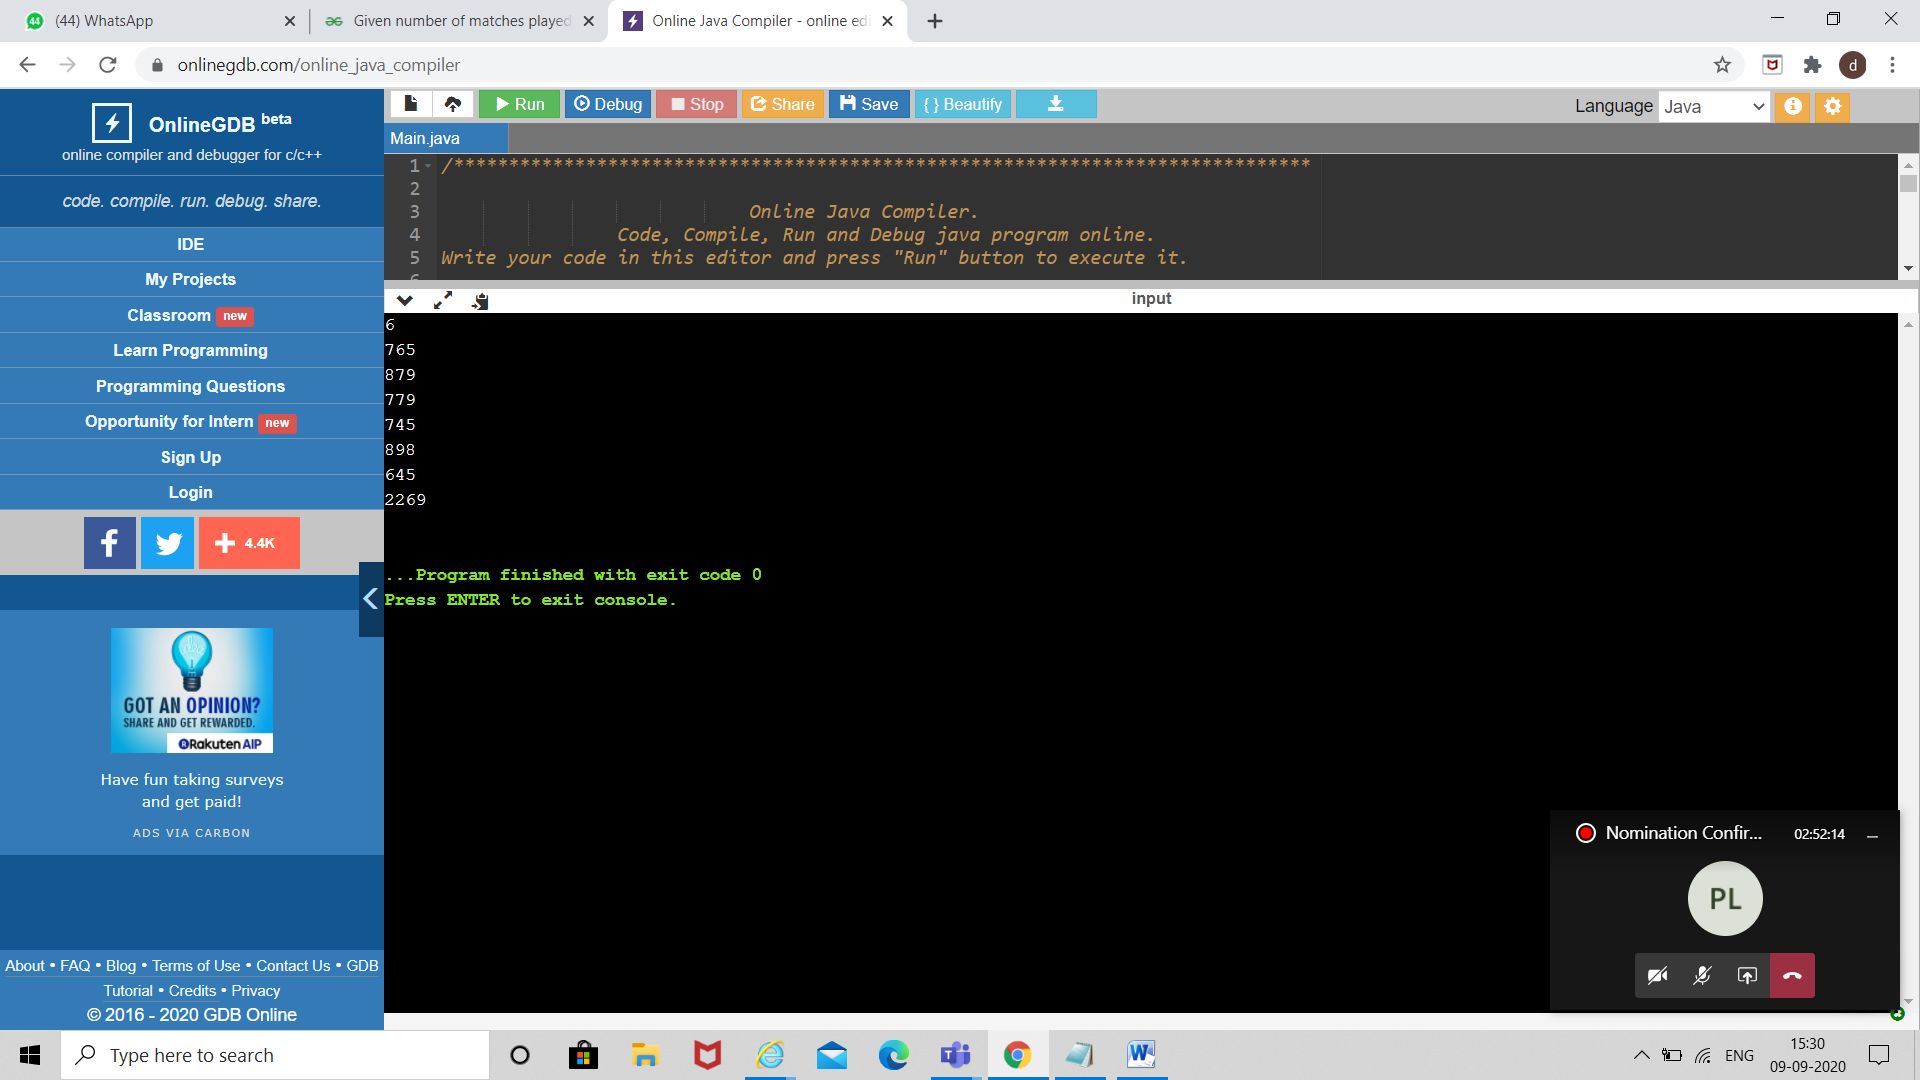 (44) WhatsApp
Given number of matches played
Online Java Compiler - online edi
onlinegdb.com/online_java_compiler
d
OnlineGDB beta
online compiler and debugger for c/c++
code. compile. run. debug. share.
IDE
My Projects
Classroom new
Learn Programming
Programming Questions
Opportunity for Intern new
Sign Up
Login
4.4K
GOT AN OPINION?
SHARE AND GET REWARDED.
Rakuten AIP
Have fun taking surveys
and get paid!
ADS VIA CARBON
About • FAQ • Blog • Terms of Use • Contact Us • GDB
Tutorial • Credits • Privacy
© 2016 - 2020 GDB Online
Run Debug Stop Share Save { } Beautify
Language Java
Main.java
1 /******************************************************************************
2
3 Online Java Compiler.
4 Code, Compile, Run and Debug java program online.
5 Write your code in this editor and press "Run" button to execute it.
6
input
6
765
879
779
745
898
645
2269
...Program finished with exit code 0
Press ENTER to exit console.
Nomination Confir... 02:52:14
PL
Type here to search
ENG
15:30
09-09-2020